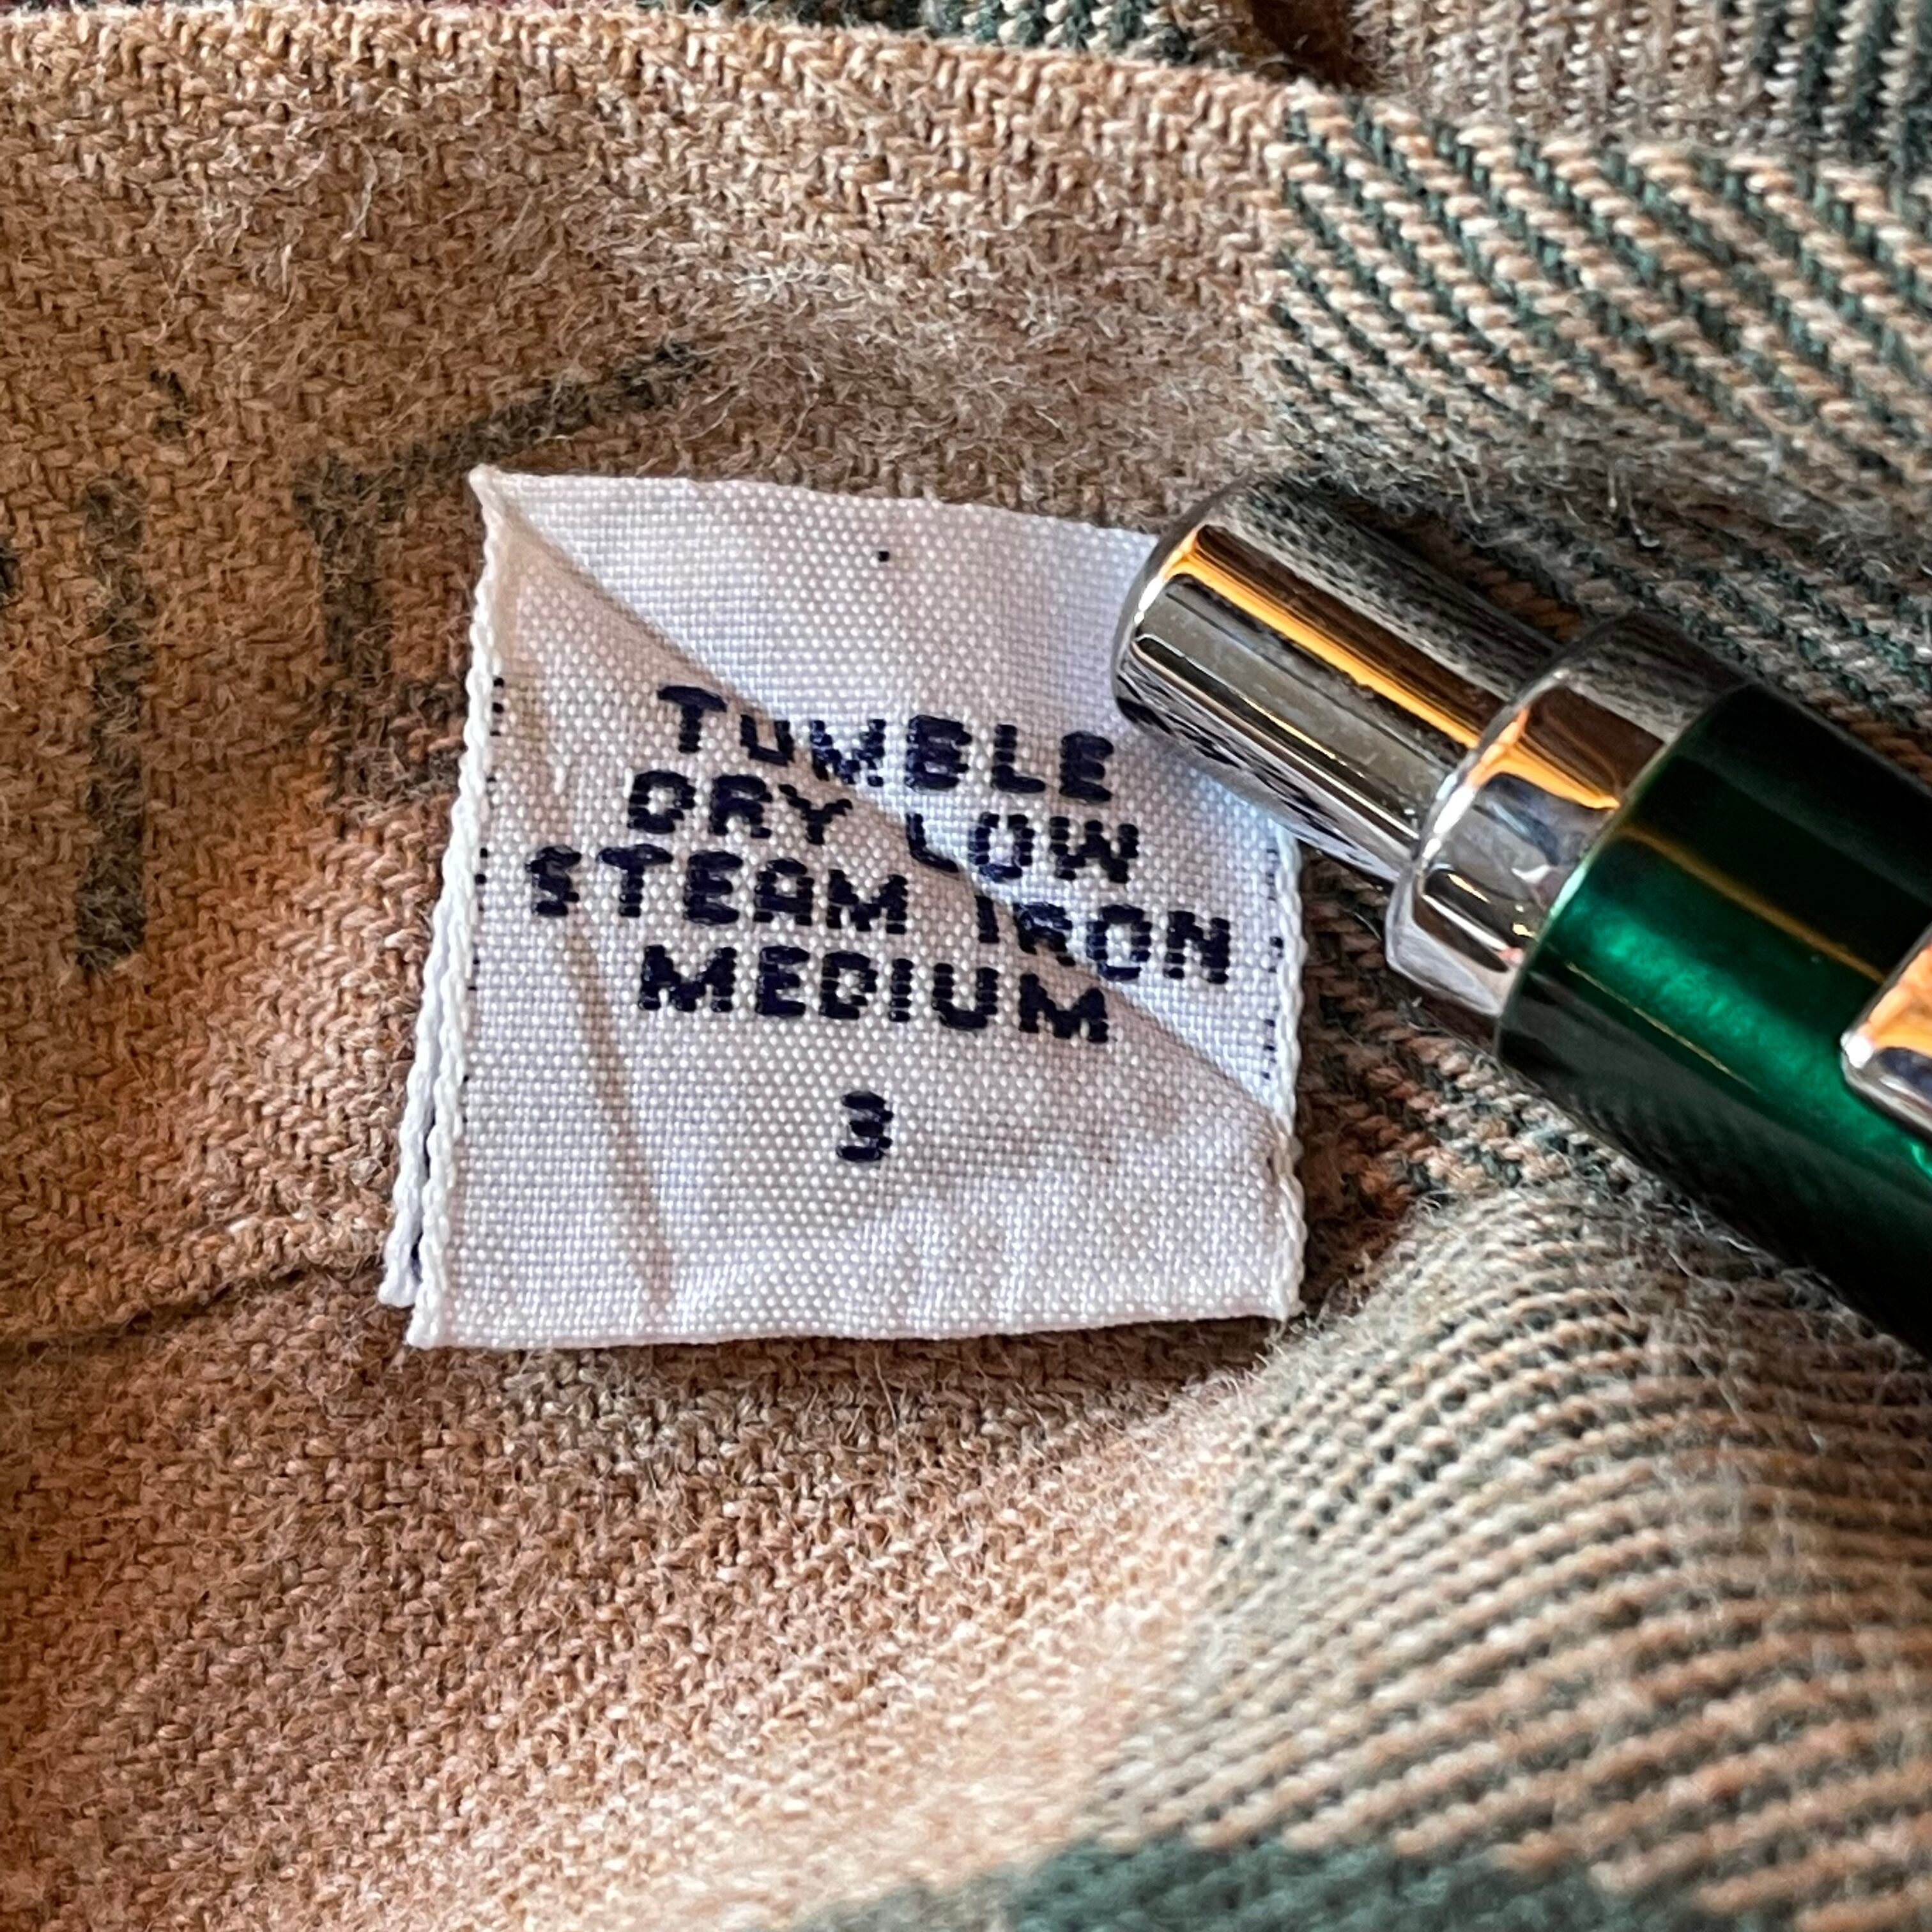 TUMBLE
DRY LOW
STEAM IRON
MEDIUM
3